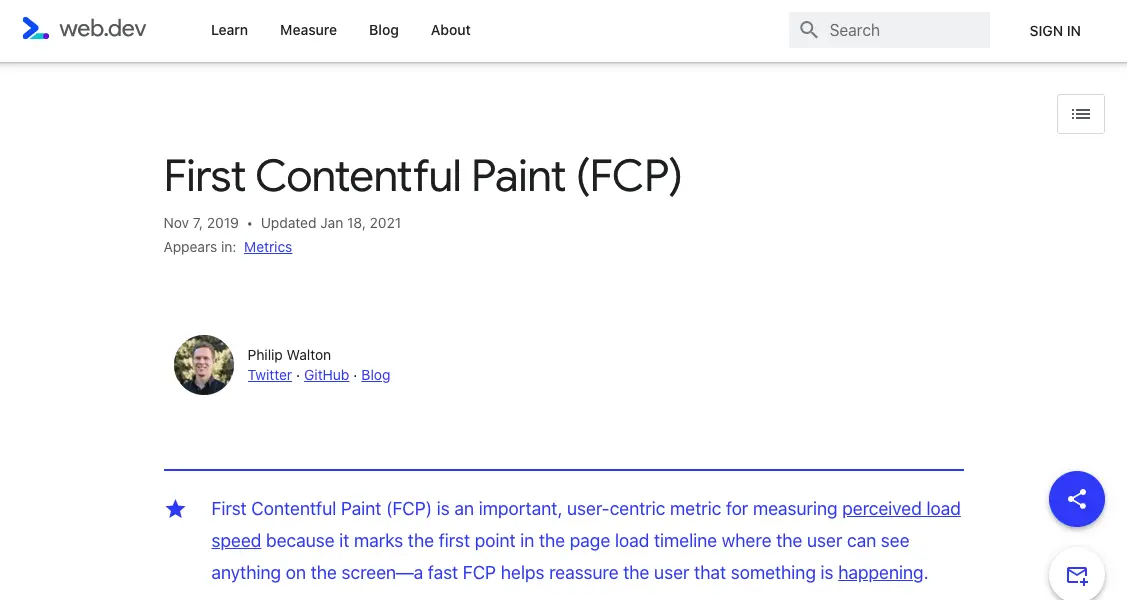 web.dev Learn Measure Blog About Search SIGN IN
First Contentful Paint (FCP)
Nov 7, 2019 • Updated Jan 18, 2021
Appears in: Metrics
Philip Walton
Twitter · GitHub · Blog
First Contentful Paint (FCP) is an important, user-centric metric for measuring perceived load
speed because it marks the first point in the page load timeline where the user can see
anything on the screen—a fast FCP helps reassure the user that something is happening.